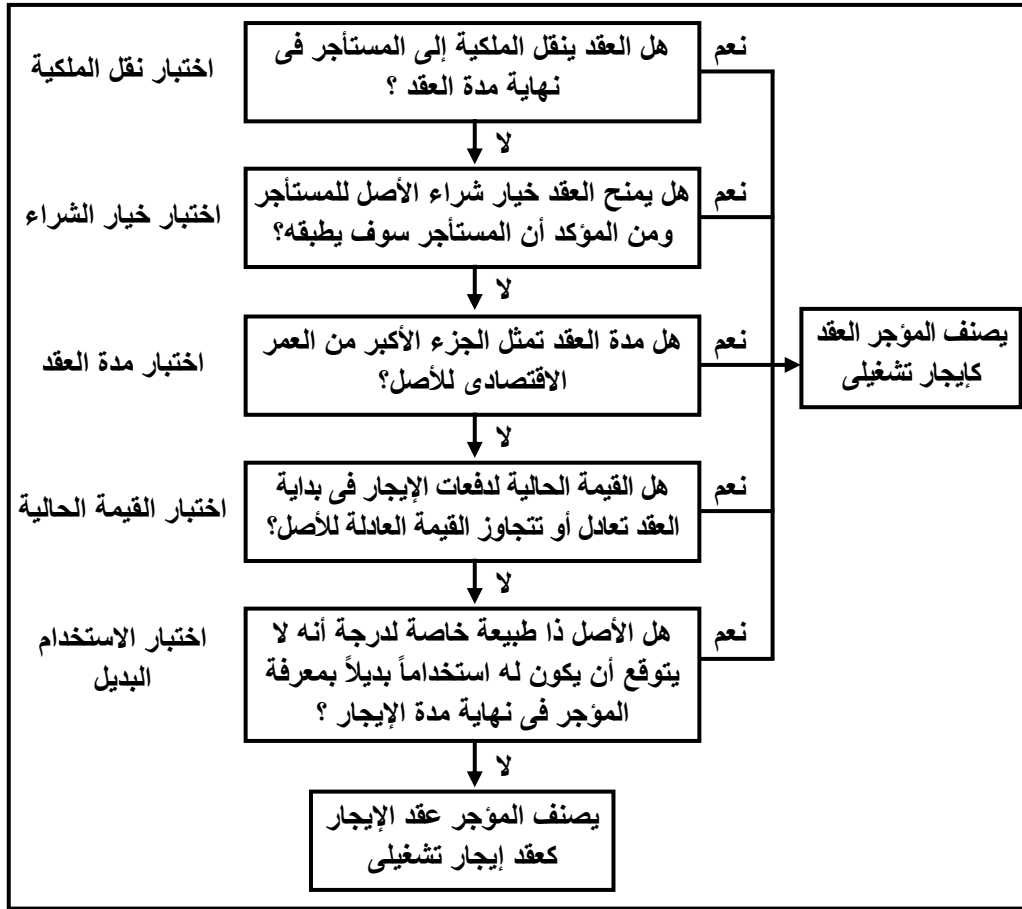 اختبار نقل الملكية
هل العقد ينقل الملكية إلى المستأجر فى
نهاية مدة العقد ؟
نعم
لا
اختبار خيار الشراء
هل يمنح العقد خيار شراء الأصل للمستأجر
ومن المؤكد أن المستأجر سوف يطبقه؟
نعم
لا
اختبار مدة العقد
هل مدة العقد تمثل الجزء الأكبر من العمر
الاقتصادى للأصل؟
نعم
يصنف المؤجر العقد
كإيجار تشغيلى
لا
اختبار القيمة الحالية
هل القيمة الحالية لدفعات الإيجار فى بداية
العقد تعادل أو تتجاوز القيمة العادلة للأصل؟
نعم
لا
اختبار الاستخدام
البديل
هل الأصل ذا طبيعة خاصة لدرجة أنه لا
يتوقع أن يكون له استخداماً بديلاً بمعرفة
المؤجر فى نهاية مدة الإيجار ؟
نعم
لا
يصنف المؤجر عقد الإيجار
كعقد إيجار تشغيلى